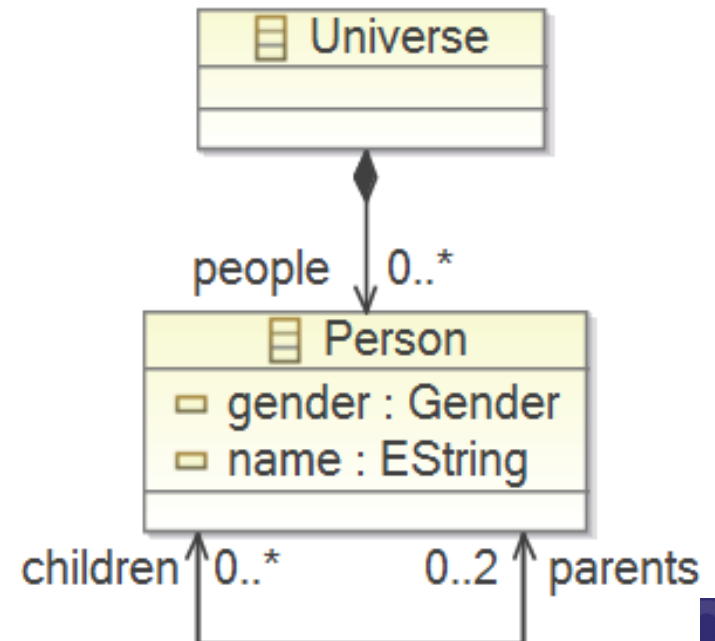 Universe
people 0..*
Person
gender : Gender
name : EString
children 0..* 0..2 parents